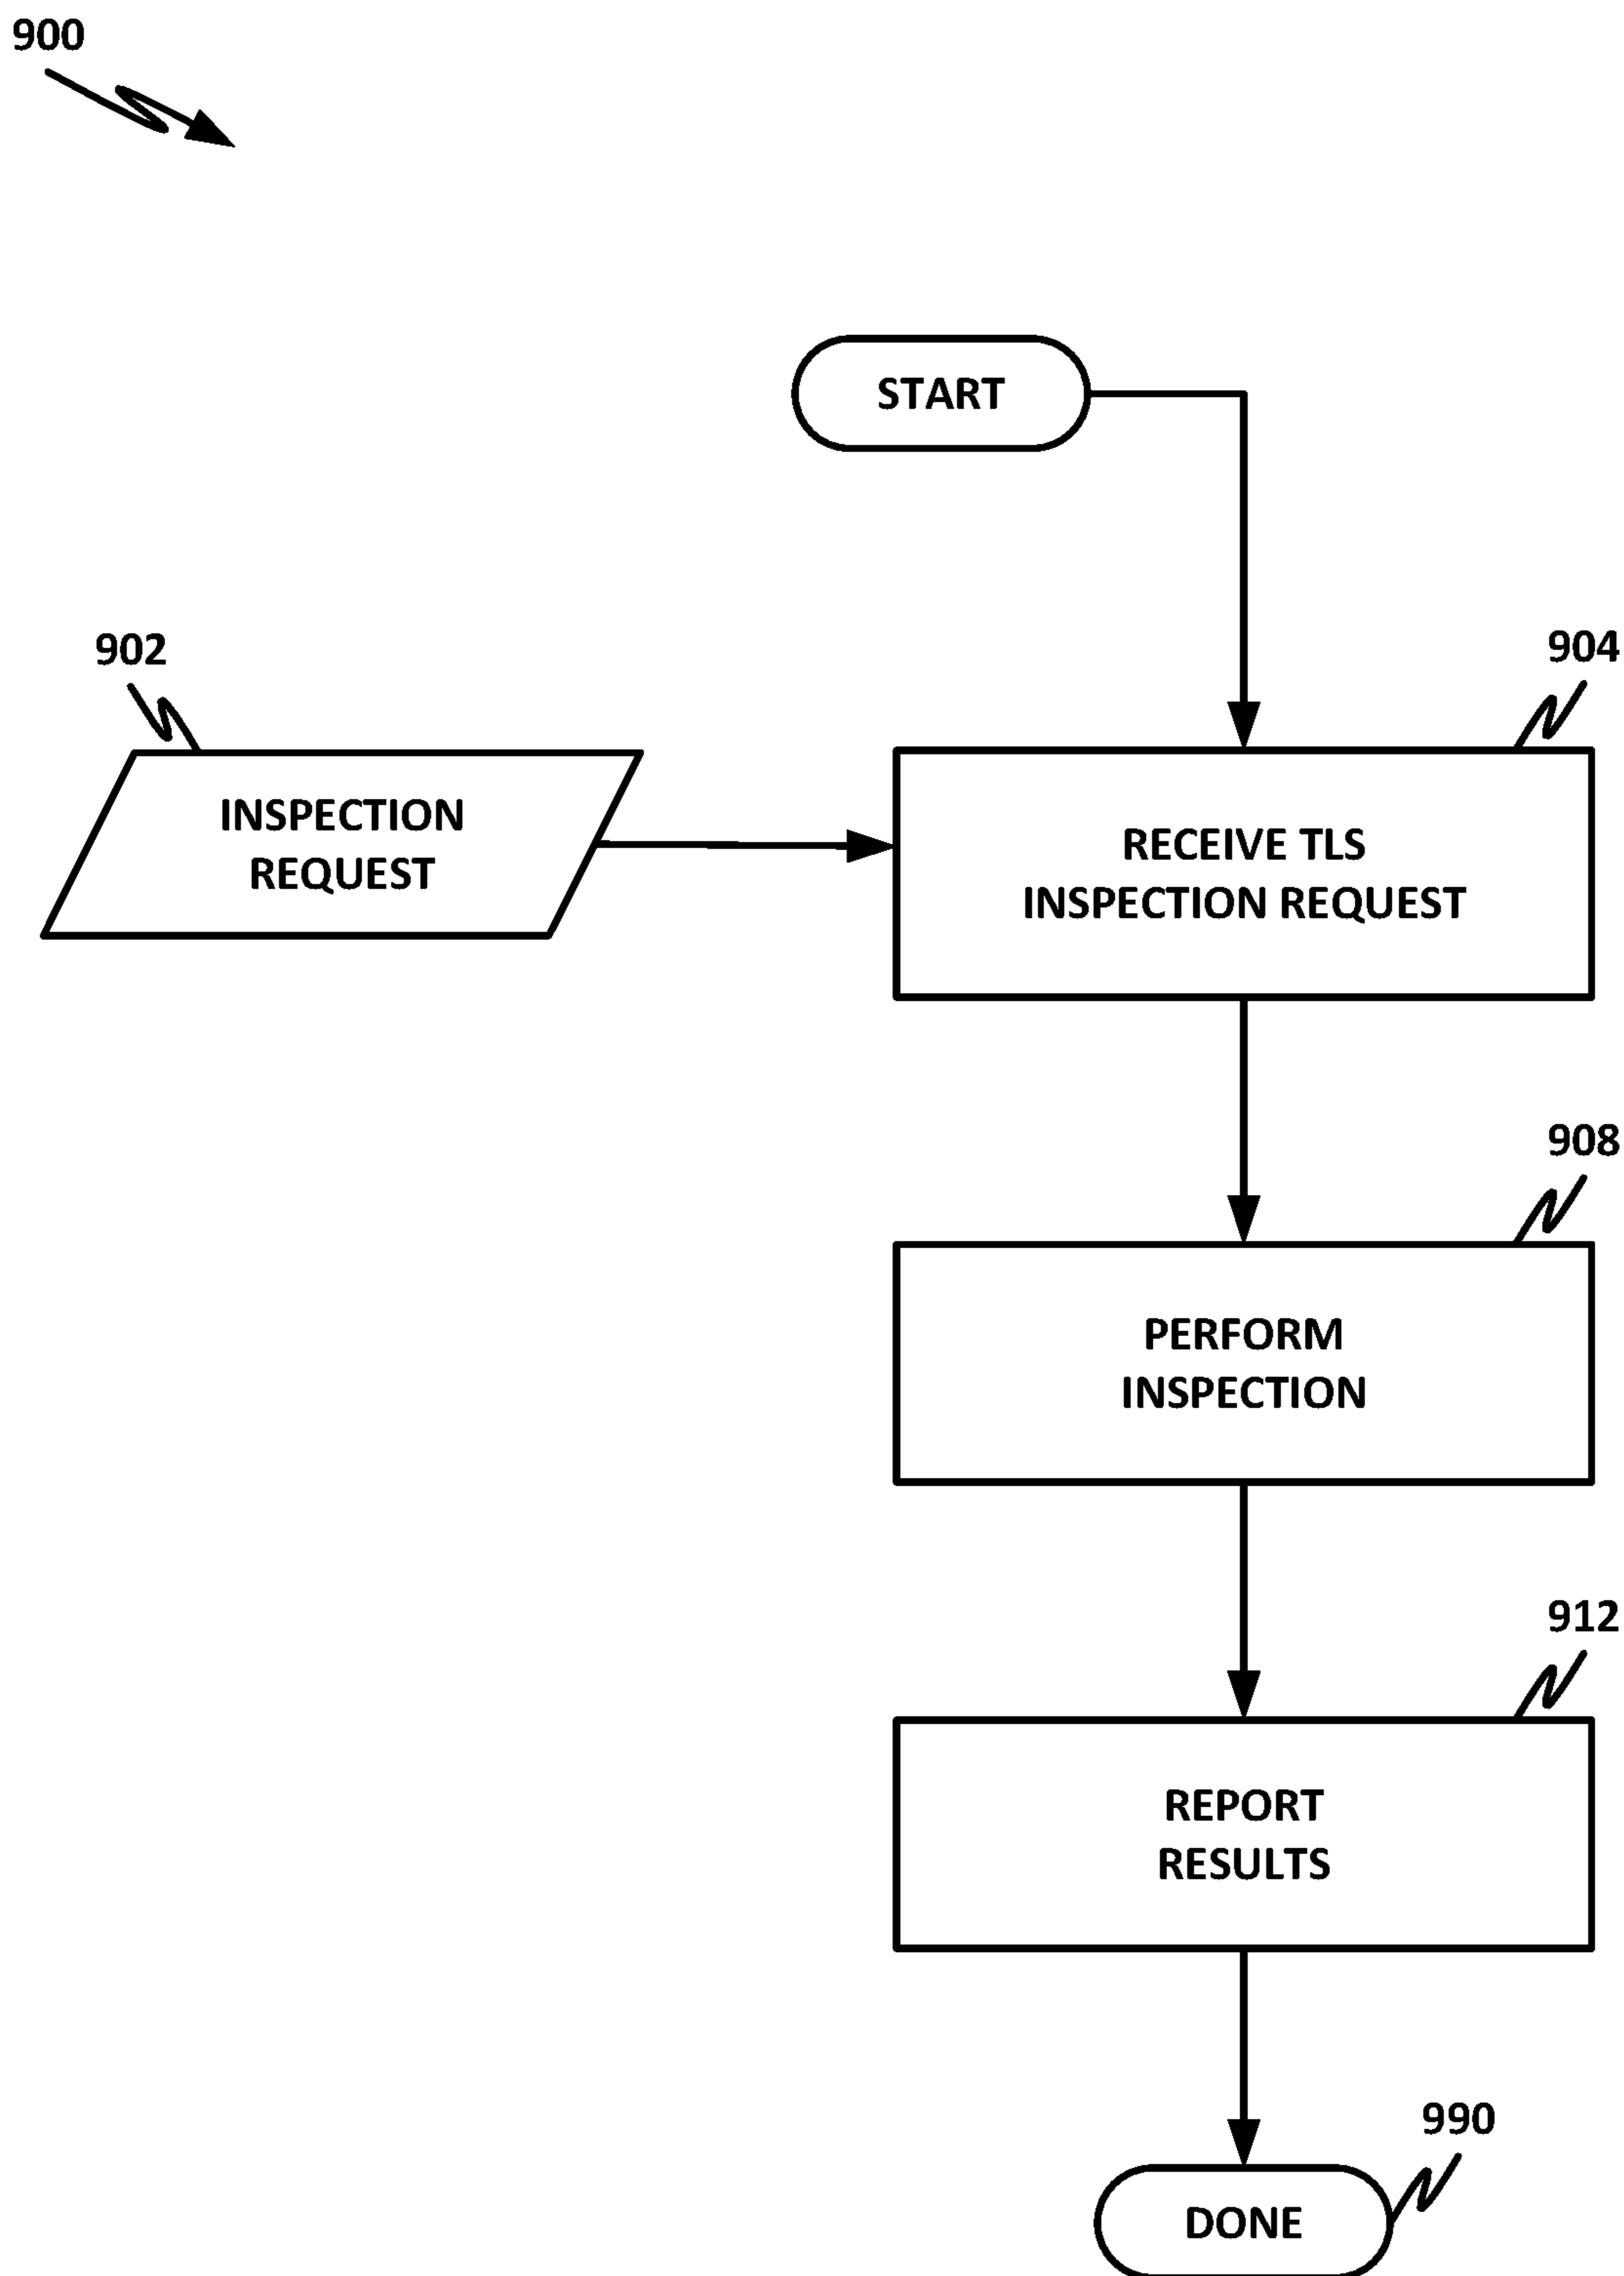 900
START
902
904
INSPECTION
REQUEST
RECEIVE TLS
INSPECTION REQUEST
908
PERFORM
INSPECTION
912
REPORT
RESULTS
990
DONE